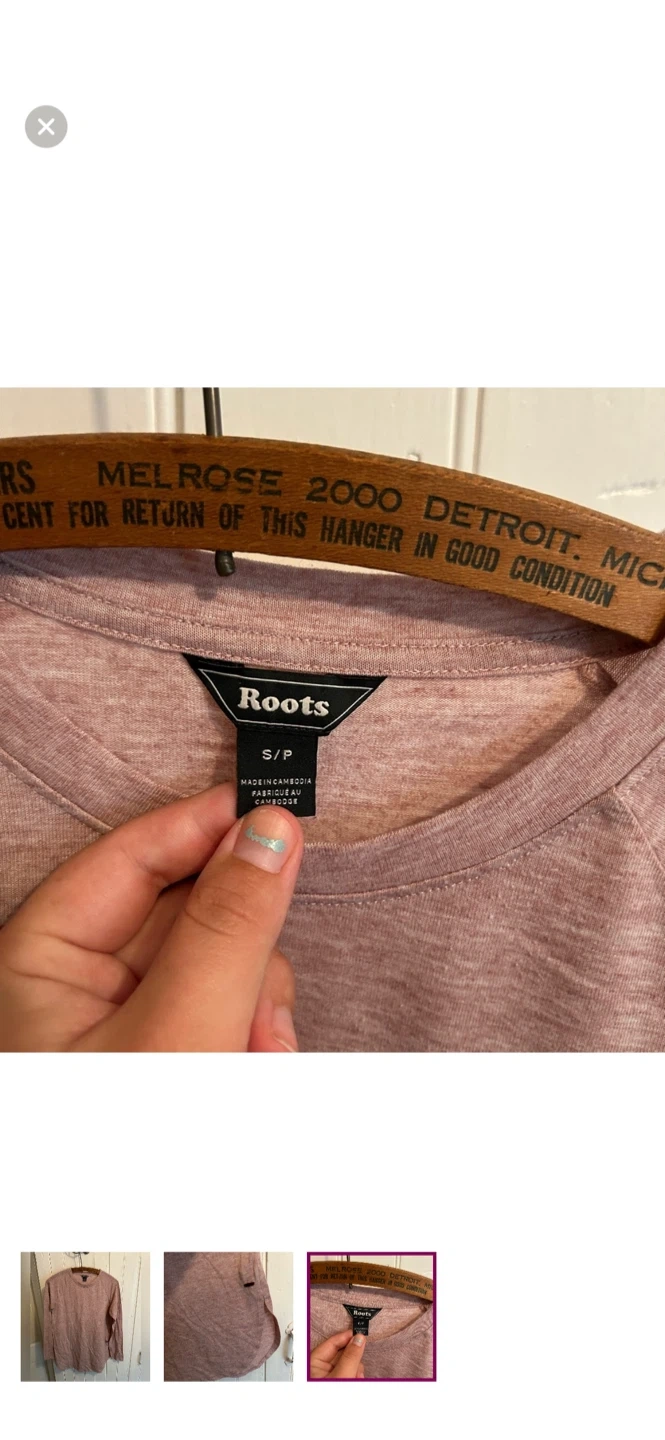 RS MELROSE 2000 DETROIT. MIC
CENT FOR RETURN OF THIS HANGER IN GOOD CONDITION
Roots
S/P
MADE IN CAMBODIA
FABRIQUÉ AU
CAMBODGE